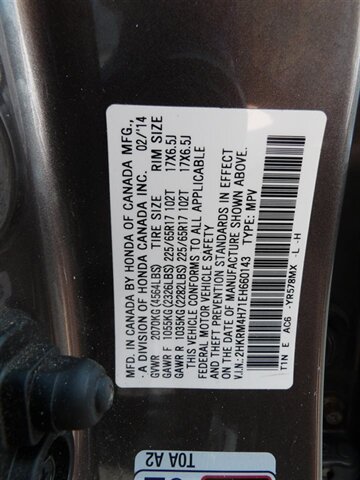 MFD. IN CANADA BY HONDA OF CANADA MFG.,
- A DIVISION OF HONDA CANADA INC. 02/'14
GVWR 2070KG (4564LBS) TIRE SIZE RIM SIZE
GAWR F 1055KG (2326LBS) 225/65R17 102T 17X6.5J
GAWR R 1035KG (2282LBS) 225/65R17 102T 17X6.5J
THIS VEHICLE CONFORMS TO ALL APPLICABLE
FEDERAL MOTOR VEHICLE SAFETY
AND THEFT PREVENTION STANDARDS IN EFFECT
ON THE DATE OF MANUFACTURE SHOWN ABOVE.
V.I.N.: 2HKRM4H71EH660143 TYPE: MPV
T1N E AC6 -YR578MX -L -H
T0A A2